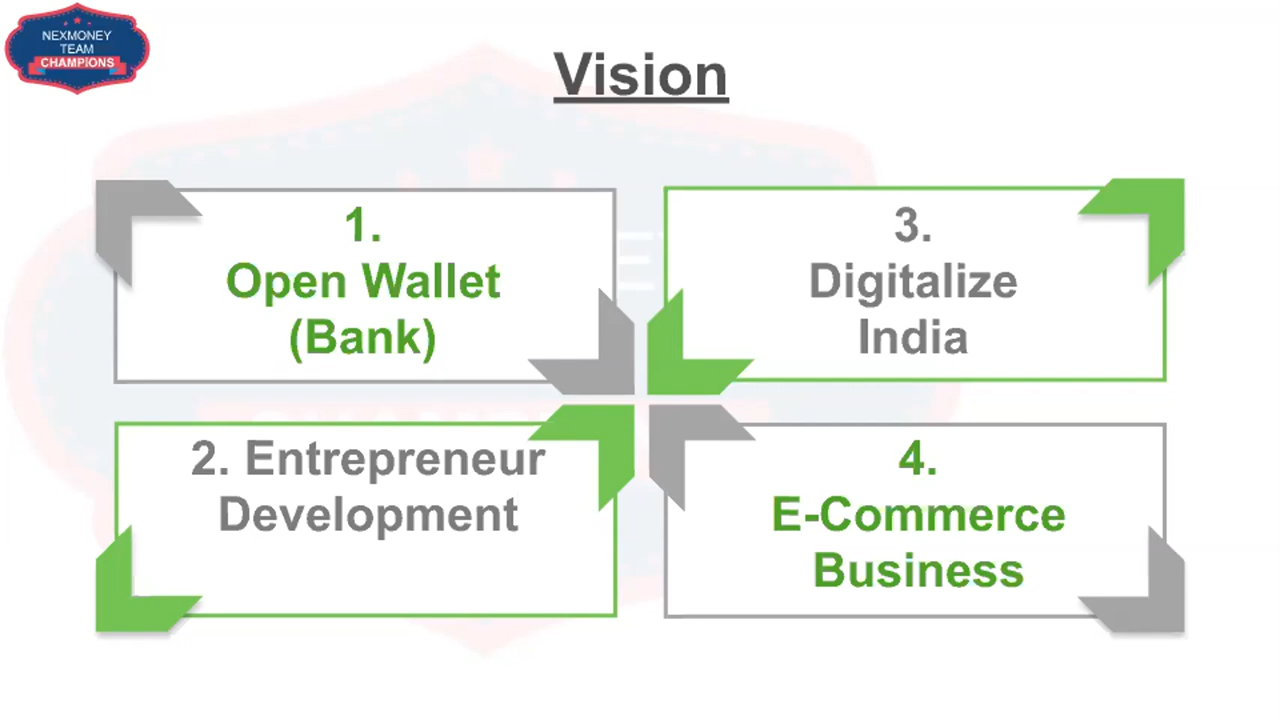 NEXMONEY
TEAM
CHAMPIONS
Vision
1.
Open Wallet
(Bank)
2. Entrepreneur
Development
3.
Digitalize
India
4.
E-Commerce
Business